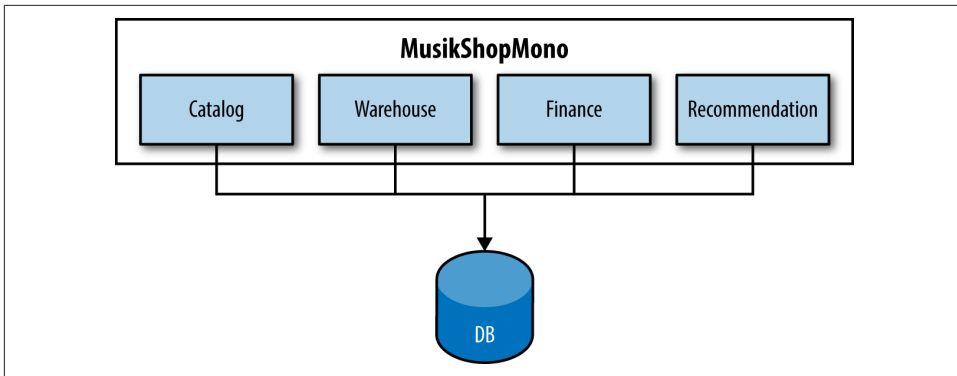 MusikShopMono
Catalog
Warehouse
Finance
Recommendation
DB